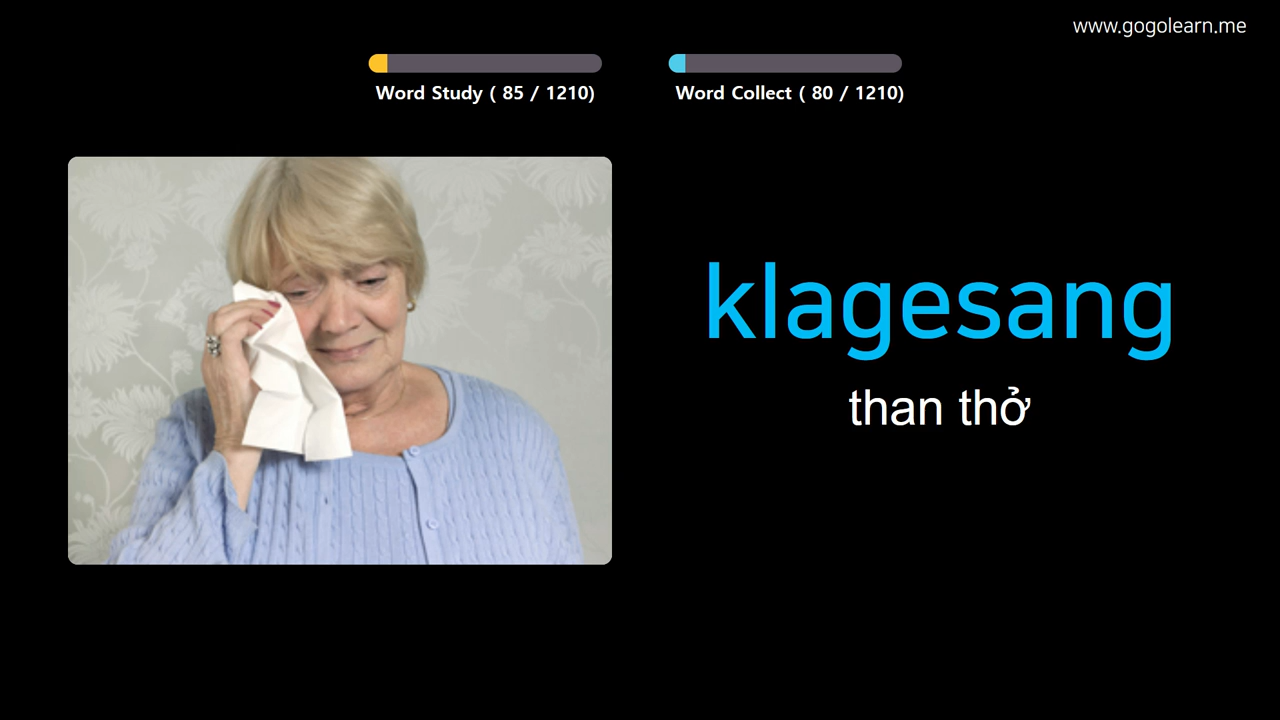 www.gogolearn.me
Word Study ( 85 / 1210)
Word Collect ( 80 / 1210)
klagesang
than thở